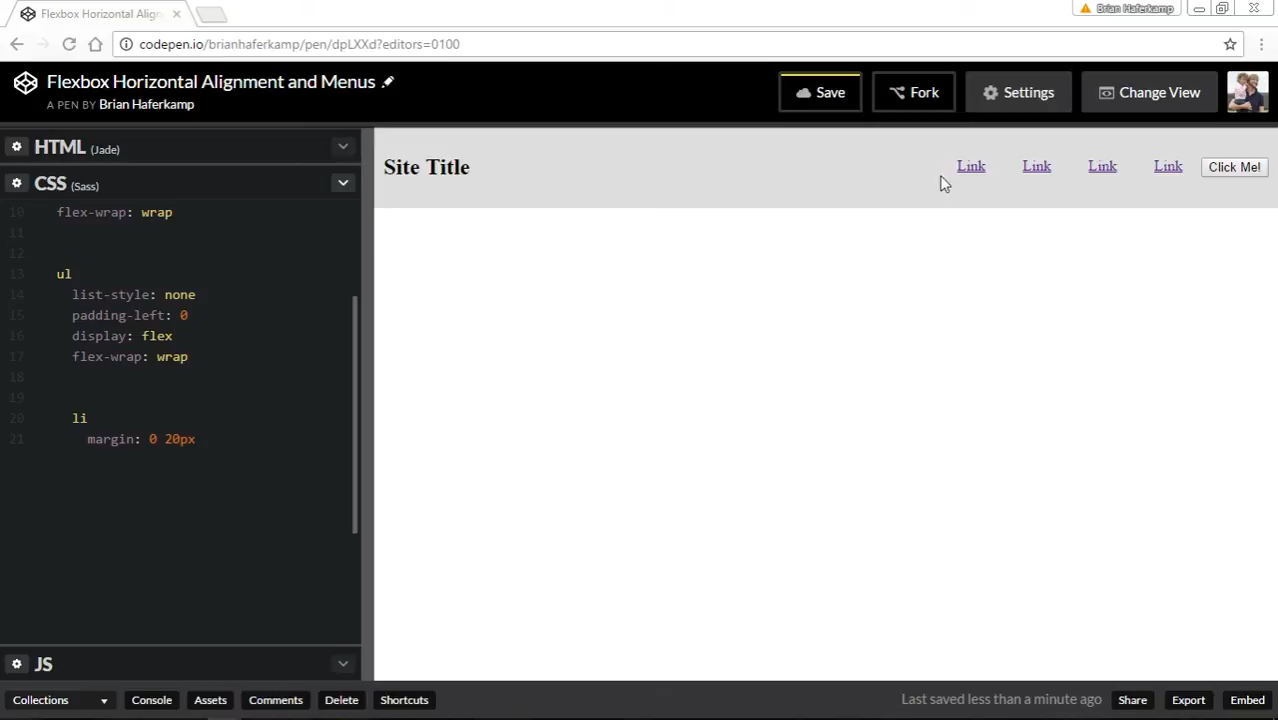 Flexbox Horizontal Align
Brian Haferkamp
codepen.io/brianhaferkamp/pen/dpLXXd?editors=0100
Flexbox Horizontal Alignment and Menus
A PEN BY Brian Haferkamp
Save
Fork
Settings
Change View
HTML (Jade)
CSS (Sass)
10 flex-wrap: wrap
11
12
13 ul
14 list-style: none
15 padding-left: 0
16 display: flex
17 flex-wrap: wrap
18
19
20 li
21 margin: 0 20px
JS
Site Title
Link Link Link Link Click Me!
Collections Console Assets Comments Delete Shortcuts
Last saved less than a minute ago Share Export Embed